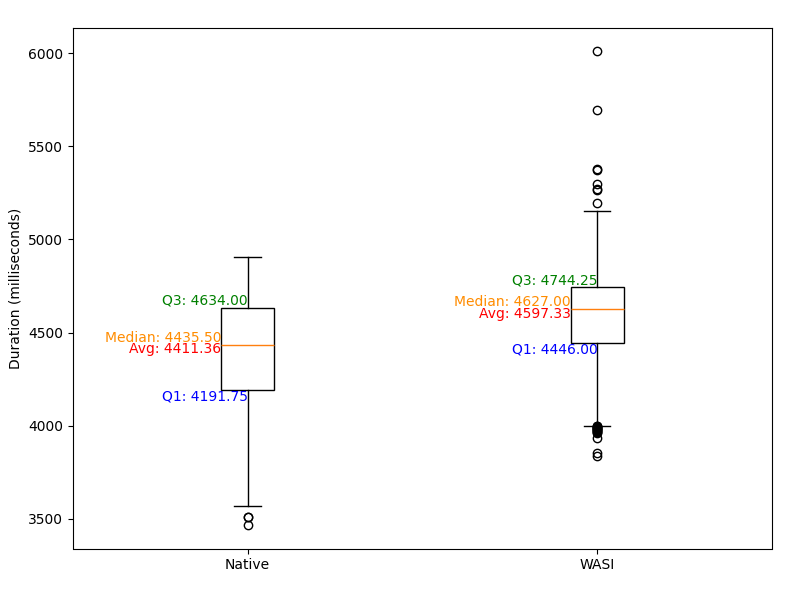 Duration (milliseconds)
6000
5500
5000
4500
4000
3500
Q3: 4634.00
Median: 4435.50
Avg: 4411.36
Q1: 4191.75
Q3: 4744.25
Median: 4627.00
Avg: 4597.33
Q1: 4446.00
Native
WASI